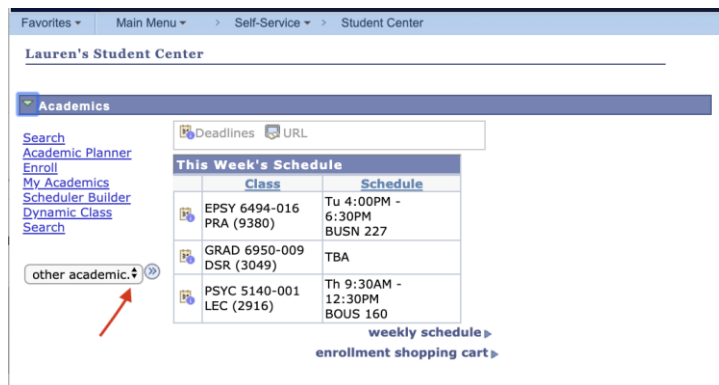 Favorites Main Menu > Self-Service > Student Center
Lauren's Student Center
Academics
Search
Academic Planner
Enroll
My Academics
Scheduler Builder
Dynamic Class
Search
other academic.
Deadlines URL
This Week's Schedule
Class Schedule
EPSY 6494-016
PRA (9380)
Tu 4:00PM -
6:30PM
BUSN 227
GRAD 6950-009
DSR (3049)
TBA
PSYC 5140-001
LEC (2916)
Th 9:30AM -
12:30PM
BOUS 160
weekly schedule
enrollment shopping cart